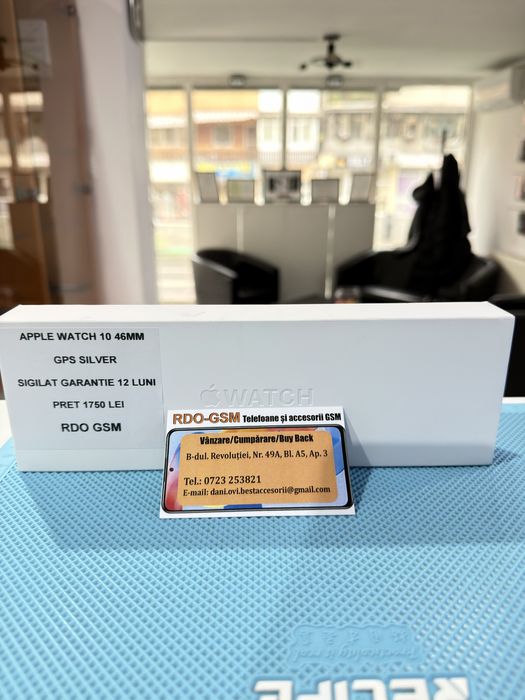 APPLE WATCH 10 46MM
GPS SILVER
SIGILAT GARANTIE 12 LUNI
PRET 1750 LEI
RDO GSM
WATCH
RDO-GSM Telefoane și accesorii GSM
Vânzare/Cumpărare/Buy Back
B-dul. Revoluției, Nr. 49A, Bl. A5, Ap. 3
Tel.: 0723 253821
E-mail: dani.ovi.bestaccesorii@gmail.com
RECIFE